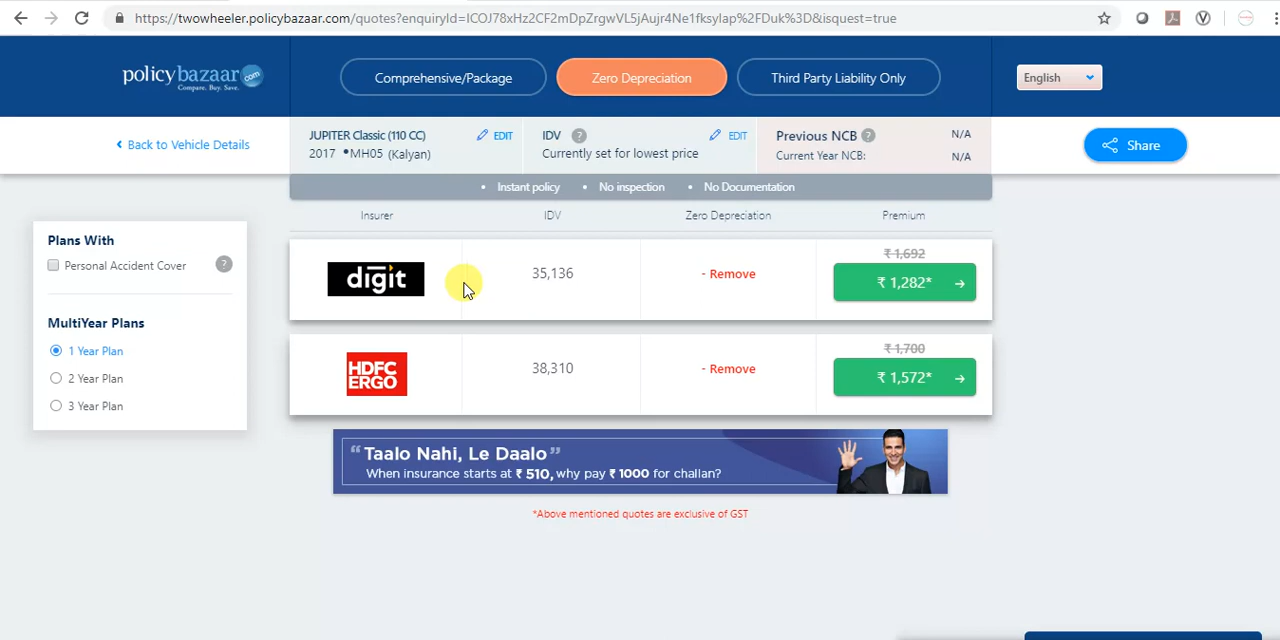 https://twowheeler.policybazaar.com/quotes?enquiryId=ICOJ78xHz2CF2mDpZrgwVL5jAujr4Ne1fksylap%2FDuk%3D&isquest=true
policybazaar.com
Compare. Buy. Save.
Comprehensive/Package
Zero Depreciation
Third Party Liability Only
English
Back to Vehicle Details
JUPITER Classic (110 CC) EDIT
2017 •MH05 (Kalyan)
IDV ? EDIT
Currently set for lowest price
Previous NCB ? N/A
Current Year NCB: N/A
Share
• Instant policy • No inspection • No Documentation
Insurer IDV Zero Depreciation Premium
Plans With
Personal Accident Cover ?
MultiYear Plans
1 Year Plan
2 Year Plan
3 Year Plan
₹ 1,692
digit 35,136 - Remove ₹ 1,282*
₹ 1,700
HDFC
ERGO 38,310 - Remove ₹ 1,572*
“Taalo Nahi, Le Daalo”
When insurance starts at ₹ 510, why pay ₹ 1000 for challan?
*Above mentioned quotes are exclusive of GST